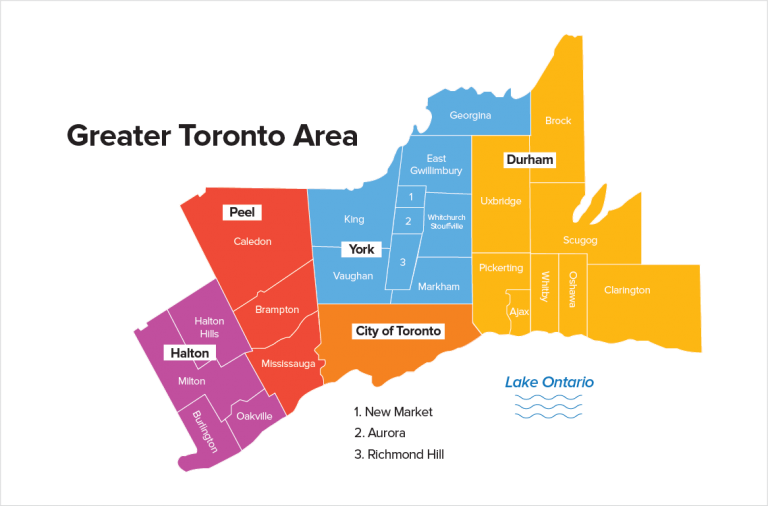 Greater Toronto Area
Georgina
Brock
East
Gwillimbury
Durham
1
Uxbridge
Peel
King
2
Whitchurch
Stouffville
Caledon
York
Scugog
3
Pickerting
Vaughan
Markham
Whitby
Oshawa
Clarington
Brampton
Ajax
Halton
Hills
City of Toronto
Halton
Mississauga
Milton
Lake Ontario
Oakville
Burlington
1. New Market
2. Aurora
3. Richmond Hill